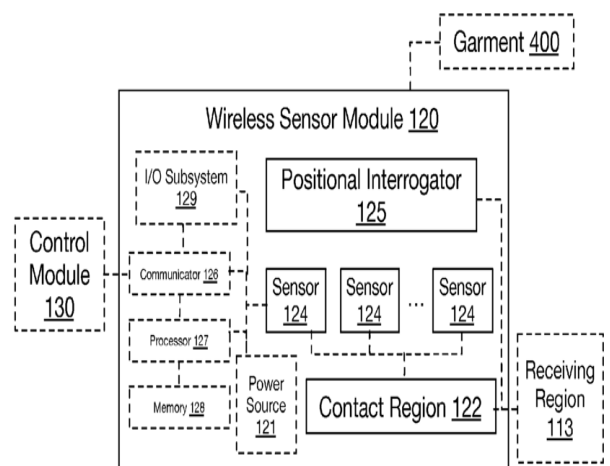 Garment 400
Wireless Sensor Module 120
I/O Subsystem
129
Positional Interrogator
125
Control
Module
130
Communicator 126
Sensor
124
Sensor
124
...
Sensor
124
Processor 127
Memory 128
Power
Source
121
Contact Region 122
Receiving
Region
113